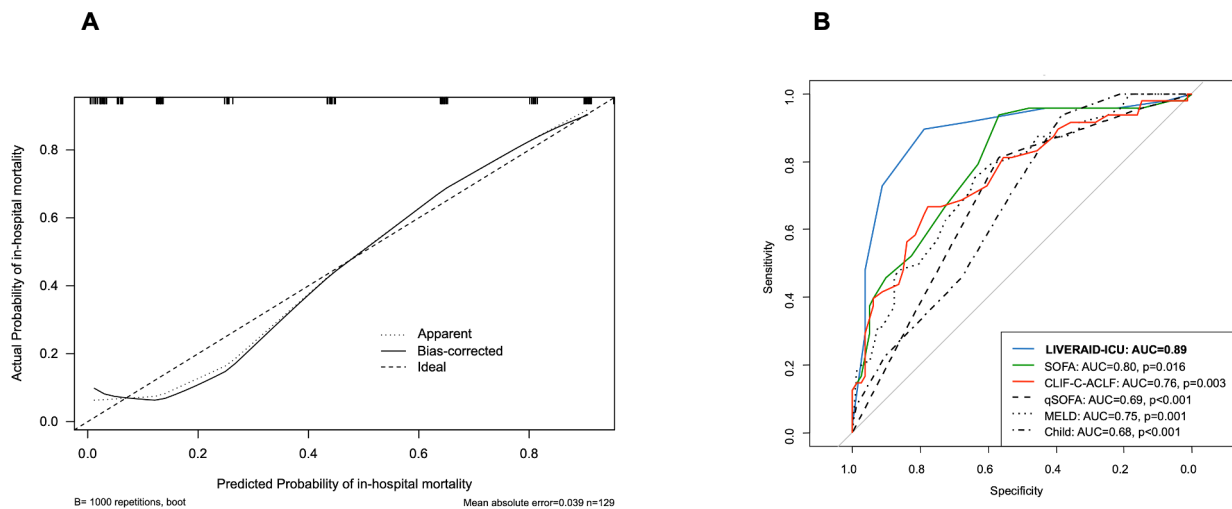 A
Actual Probability of in-hospital mortality
0.8
0.6
0.4
0.2
0.0
Apparent
Bias-corrected
Ideal
0.0 0.2 0.4 0.6 0.8
Predicted Probability of in-hospital mortality
B= 1000 repetitions, boot
Mean absolute error=0.039 n=129
B
Sensitivity
1.0
0.8
0.6
0.4
0.2
0.0
LIVERAID-ICU: AUC=0.89
SOFA: AUC=0.80, p=0.016
CLIF-C-ACLF: AUC=0.76, p=0.003
qSOFA: AUC=0.69, p<0.001
MELD: AUC=0.75, p=0.001
Child: AUC=0.68, p<0.001
1.0 0.8 0.6 0.4 0.2 0.0
Specificity